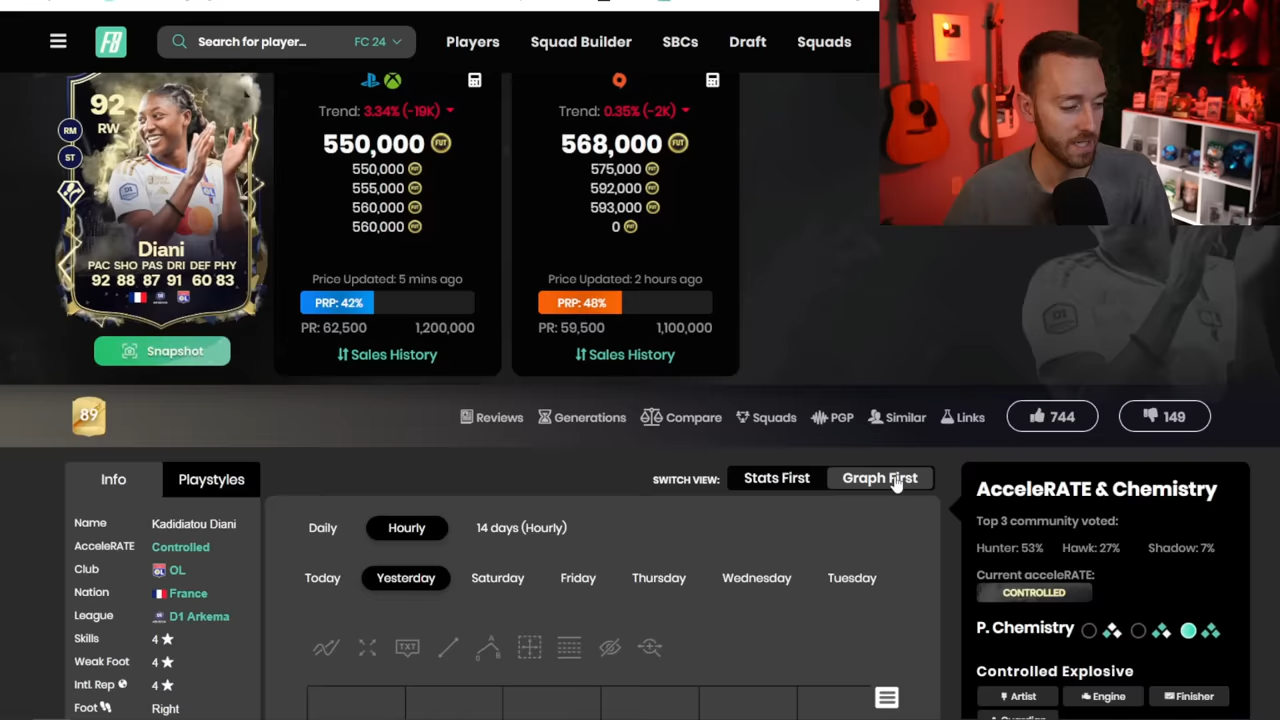 FB
Search for player...
FC 24
Players
Squad Builder
SBCs
Draft
Squads
92
RW
RM
ST
Diani
PAC SHO PAS DRI DEF PHY
92 88 87 91 60 83
Snapshot
Trend: 3.34% (-19K)
550,000
550,000
555,000
560,000
560,000
Price Updated: 5 mins ago
PRP: 42%
PR: 62,500
1,200,000
Sales History
Trend: 0.35% (-2K)
568,000
575,000
592,000
593,000
0
Price Updated: 2 hours ago
PRP: 48%
PR: 59,500
1,100,000
Sales History
89
Reviews
Generations
Compare
Squads
PGP
Similar
Links
744
149
Info
Playstyles
Name Kadidiatou Diani
AcceleRATE Controlled
Club OL
Nation France
League D1 Arkema
Skills 4
Weak Foot 4
Intl. Rep 4
Foot Right
SWITCH VIEW:
Stats First
Graph First
Daily
Hourly
14 days (Hourly)
Today
Yesterday
Saturday
Friday
Thursday
Wednesday
Tuesday
TXT
AcceleRATE & Chemistry
Top 3 community voted:
Hunter: 53% Hawk: 27% Shadow: 7%
Current acceleRATE:
CONTROLLED
P. Chemistry
Controlled Explosive
Artist
Engine
Finisher